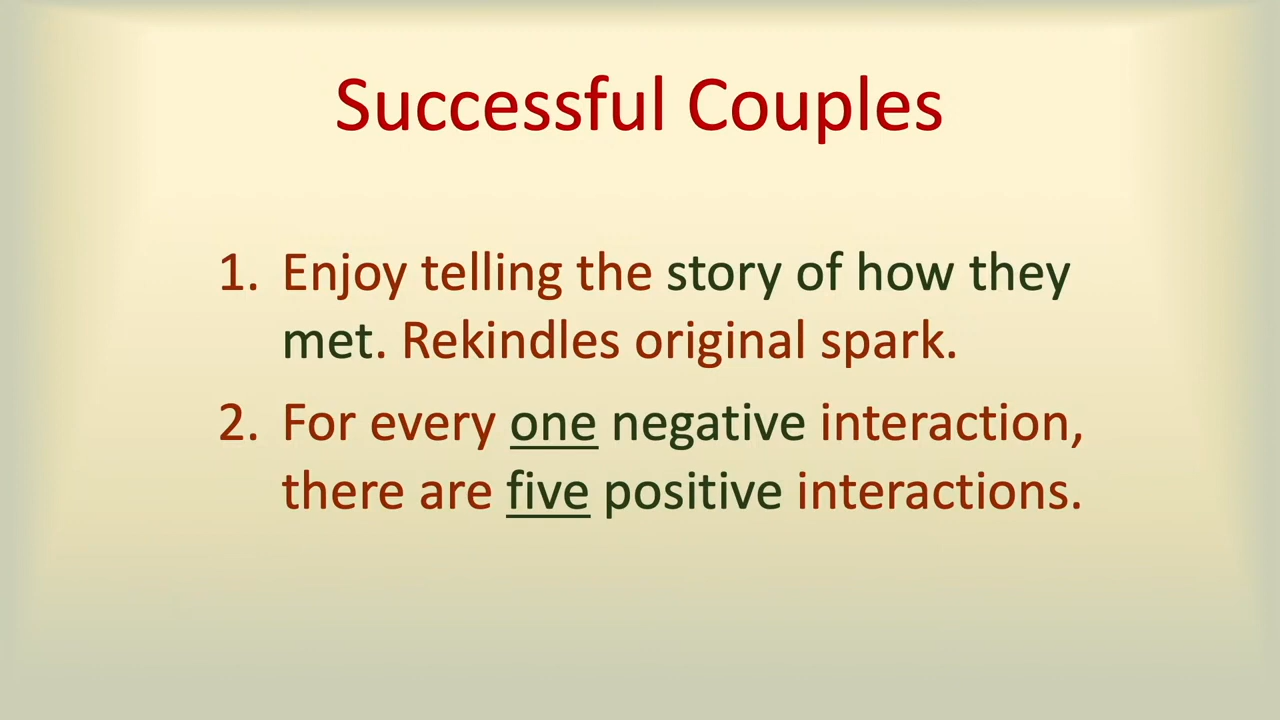 Successful Couples
1. Enjoy telling the story of how they
met. Rekindles original spark.
2. For every one negative interaction,
there are five positive interactions.